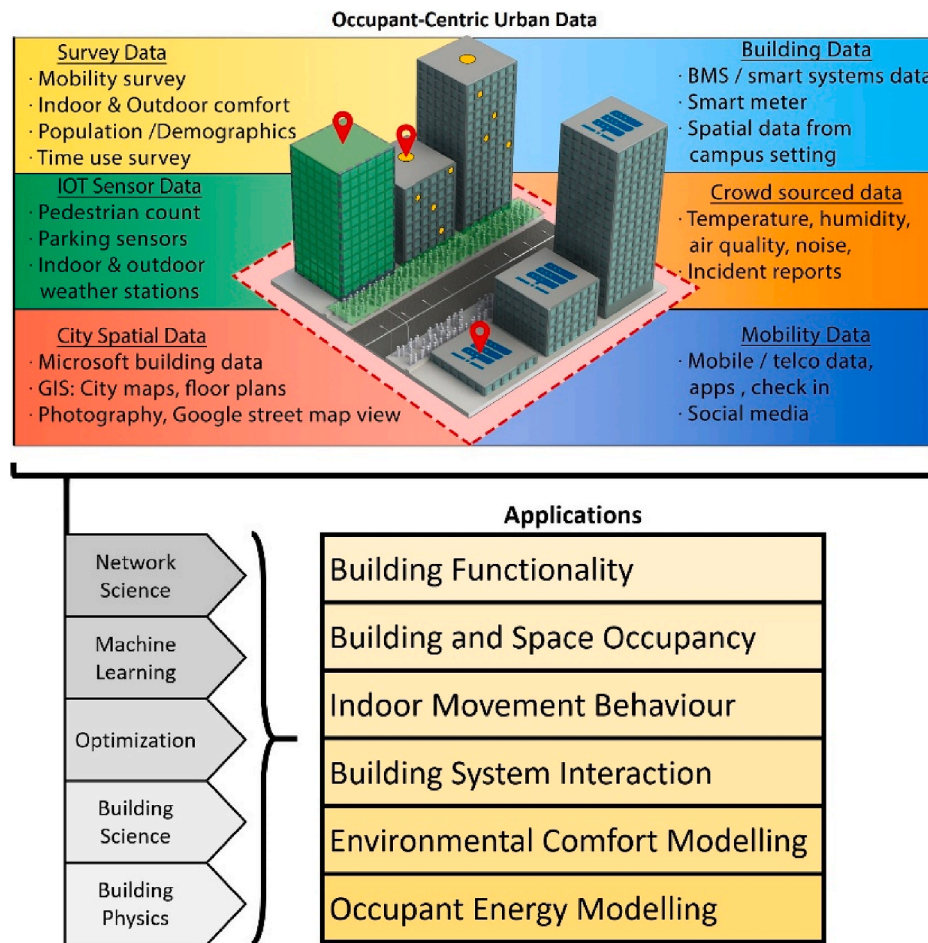 Occupant-Centric Urban Data
Survey Data
· Mobility survey
· Indoor & Outdoor comfort
· Population /Demographics
· Time use survey
IOT Sensor Data
· Pedestrian count
· Parking sensors
· Indoor & outdoor
weather stations
City Spatial Data
· Microsoft building data
· GIS: City maps, floor plans
· Photography, Google street map view
Building Data
· BMS / smart systems data
· Smart meter
· Spatial data from
campus setting
Crowd sourced data
· Temperature, humidity,
air quality, noise,
· Incident reports
Mobility Data
· Mobile / telco data,
apps , check in
· Social media
Network
Science
Machine
Learning
Optimization
Building
Science
Building
Physics
Applications
Building Functionality
Building and Space Occupancy
Indoor Movement Behaviour
Building System Interaction
Environmental Comfort Modelling
Occupant Energy Modelling